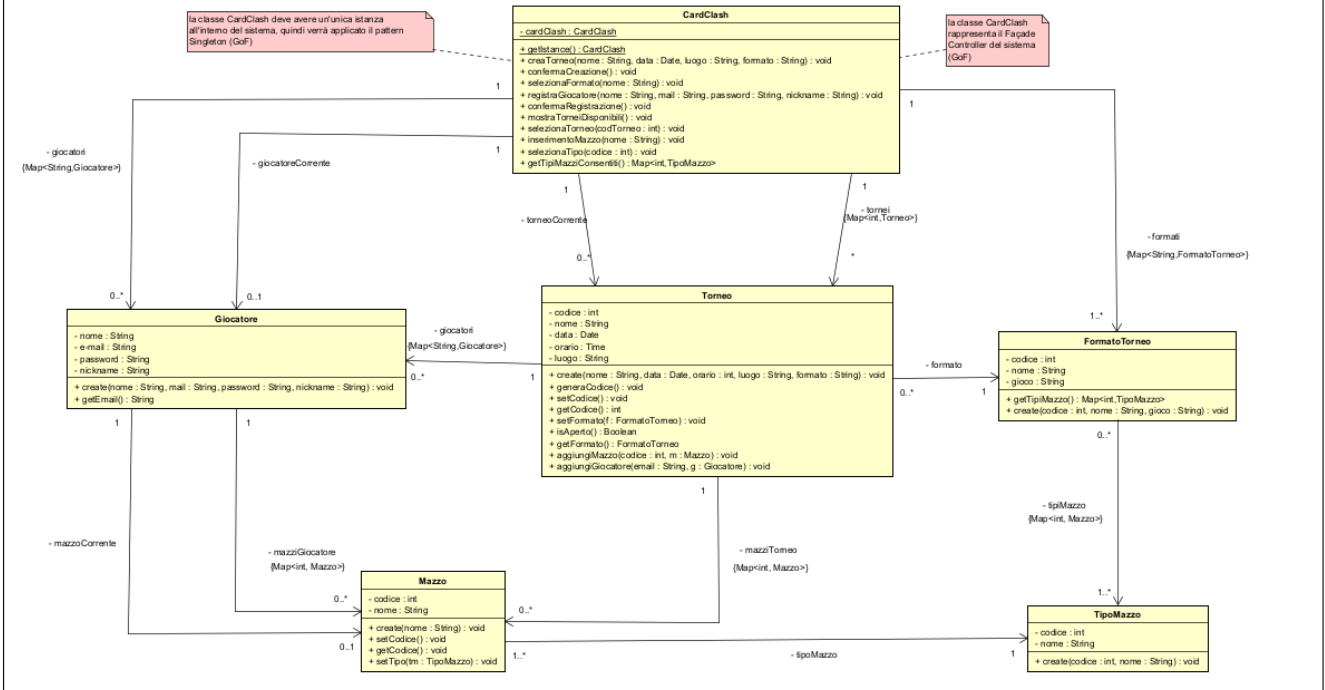 la classe CardClash deve avere un'unica istanza
all'interno del sistema, quindi verrà applicato il pattern
Singleton (GoF)
CardClash
- cardClash : CardClash
+ getIstance() : CardClash
+ creaTorneo(nome : String, data : Date, luogo : String, formato : String) : void
+ confermaCreazione() : void
+ selezionaFormato(nome : String) : void
+ registraGiocatore(nome : String, mail : String, password : String, nickname : String) : void
+ confermaRegistrazione() : void
+ mostraTorneiDisponibili() : void
+ selezionaTorneo(codTorneo : int) : void
+ inserimentoMazzo(nome : String) : void
+ selezionaTipo(codice : int) : void
+ getTipiMazziConsentiti() : Map<int,TipoMazzo>
la classe CardClash
rappresenta il Façade
Controller del sistema
(GoF)
1
1
1
- giocatori
{Map<String,Giocatore>}
- giocatoreCorrente
1
1
- torneoCorrente
- tornei
{Map<int,Torneo>}
- formati
{Map<String,FormatoTorneo>}
0..*
*
0..*
0..1
1..*
Giocatore
- nome : String
- e-mail : String
- password : String
- nickname : String
+ create(nome : String, mail : String, password : String, nickname : String) : void
+ getEmail() : String
- giocatori
{Map<String,Giocatore>}
0..*
1
Torneo
- codice : int
- nome : String
- data : Date
- orario : Time
- luogo : String
+ create(nome : String, data : Date, orario : int, luogo : String, formato : String) : void
+ generaCodice() : void
+ setCodice() : void
+ getCodice() : int
+ setFormato(f : FormatoTorneo) : void
+ isAperto() : Boolean
+ getFormato() : FormatoTorneo
+ aggiungiMazzo(codice : int, m : Mazzo) : void
+ aggiungiGiocatore(email : String, g : Giocatore) : void
- formato
0..*
1
FormatoTorneo
- codice : int
- nome : String
- gioco : String
+ getTipiMazzo() : Map<int,TipoMazzo>
+ create(codice : int, nome : String, gioco : String) : void
1
1
1
0..*
- mazzoCorrente
- mazziGiocatore
{Map<int, Mazzo>}
- mazziTorneo
{Map<int, Mazzo>}
- tipiMazzo
{Map<int, Mazzo>}
0..*
0..1
0..*
1..*
Mazzo
- codice : int
- nome : String
+ create(nome : String) : void
+ setCodice() : void
+ getCodice() : void
+ setTipo(tm : TipoMazzo) : void
1..*
- tipoMazzo
1
TipoMazzo
- codice : int
- nome : String
+ create(codice : int, nome : String) : void